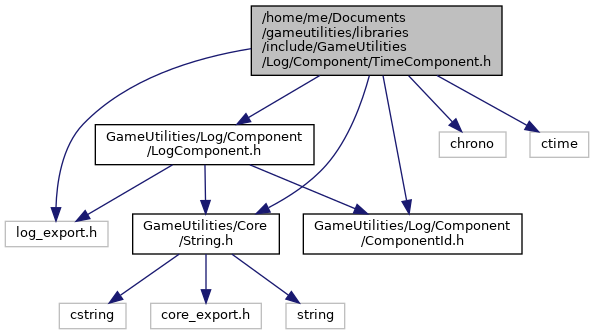 /home/me/Documents
/gameutilities/libraries
/include/GameUtilities
/Log/Component/TimeComponent.h
GameUtilities/Log/Component
/LogComponent.h
chrono
ctime
log_export.h
GameUtilities/Core
/String.h
GameUtilities/Log/Component
/ComponentId.h
cstring
core_export.h
string